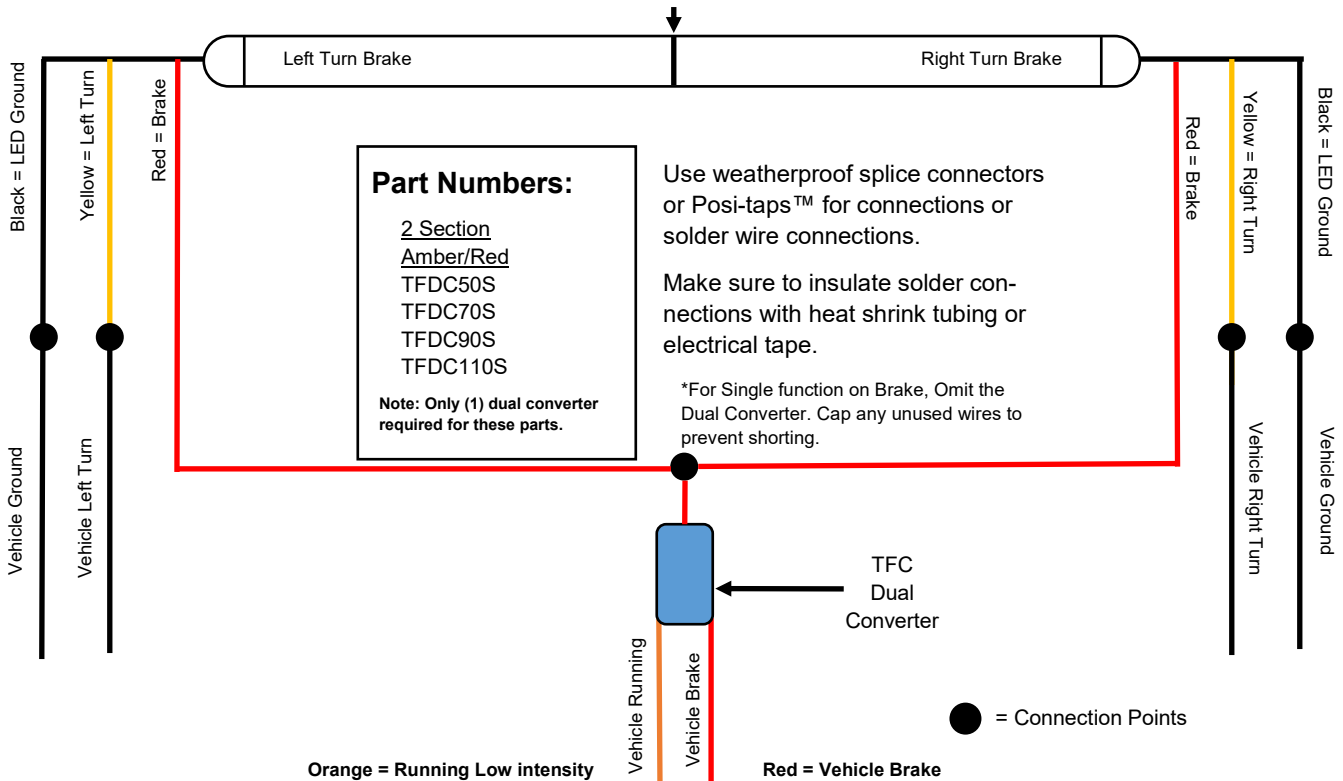 Left Turn Brake
Right Turn Brake
Black = LED Ground
Yellow = Left Turn
Red = Brake
Red = Brake
Yellow = Right Turn
Black = LED Ground
Part Numbers:
2 Section
Amber/Red
TFDC50S
TFDC70S
TFDC90S
TFDC110S
Note: Only (1) dual converter
required for these parts.
Use weatherproof splice connectors
or Posi-taps™ for connections or
solder wire connections.
Make sure to insulate solder con-
nections with heat shrink tubing or
electrical tape.
*For Single function on Brake, Omit the
Dual Converter. Cap any unused wires to
prevent shorting.
Vehicle Ground
Vehicle Left Turn
Vehicle Right Turn
Vehicle Ground
TFC
Dual
Converter
Vehicle Running
Vehicle Brake
= Connection Points
Orange = Running Low intensity
Red = Vehicle Brake